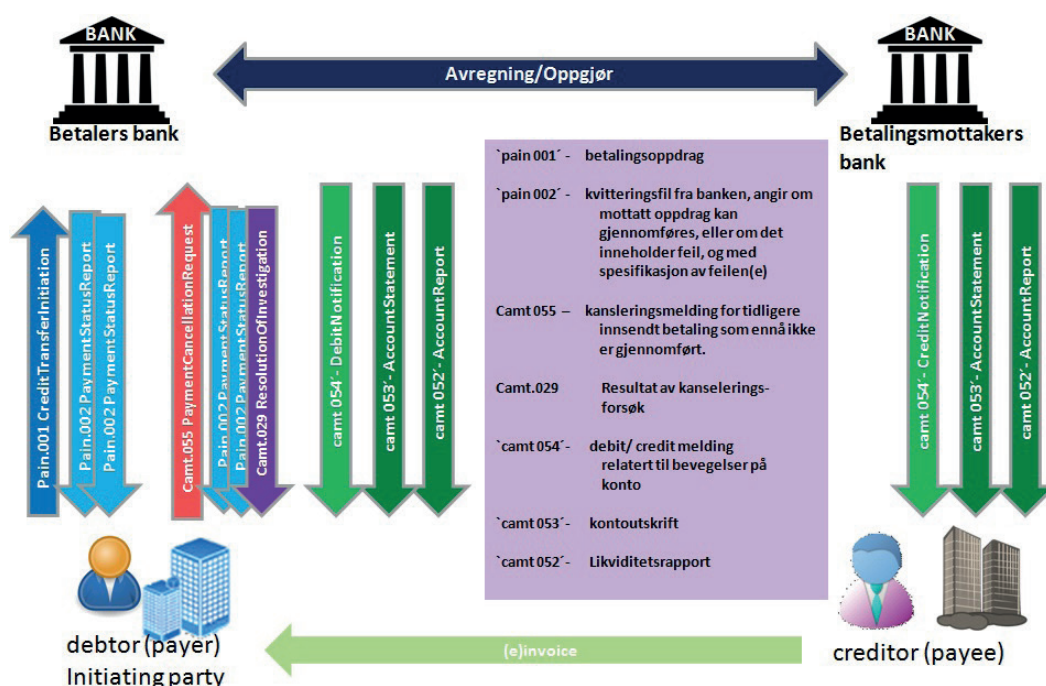 BANK
BANK
Avregning/Oppgjør
Betalers bank
Betalingsmottakers
bank
Pain.001 CreditTransferInitiation
Pain.002 PaymentStatusReport
Pain.002 PaymentStatusReport
Camt.055 PaymentCancellationRequest
Pain.002 PaymentStatusReport
Pain.002 PaymentStatusReport
Camt.029 ResolutionOfInvestigation
camt 054´- DebitNotification
camt 053´- AccountStatement
camt 052´- AccountReport
`pain 001´ - betalingsoppdrag
`pain 002´ - kvitteringsfil fra banken, angir om
mottatt oppdrag kan
gjennomføres, eller om det
inneholder feil, og med
spesifikasjon av feilen(e)
Camt 055 – kansleringsmelding for tidligere
innsendt betaling som ennå ikke
er gjennomført.
Camt.029 Resultat av kanselerings-
forsøk
`camt 054´- debit/ credit melding
relatert til bevegelser på
konto
`camt 053´- kontoutskrift
`camt 052´- Likviditetsrapport
camt 054´- CreditNotification
camt 053´- AccountStatement
camt 052´- AccountReport
debtor (payer)
Initiating party
(e)invoice
creditor (payee)